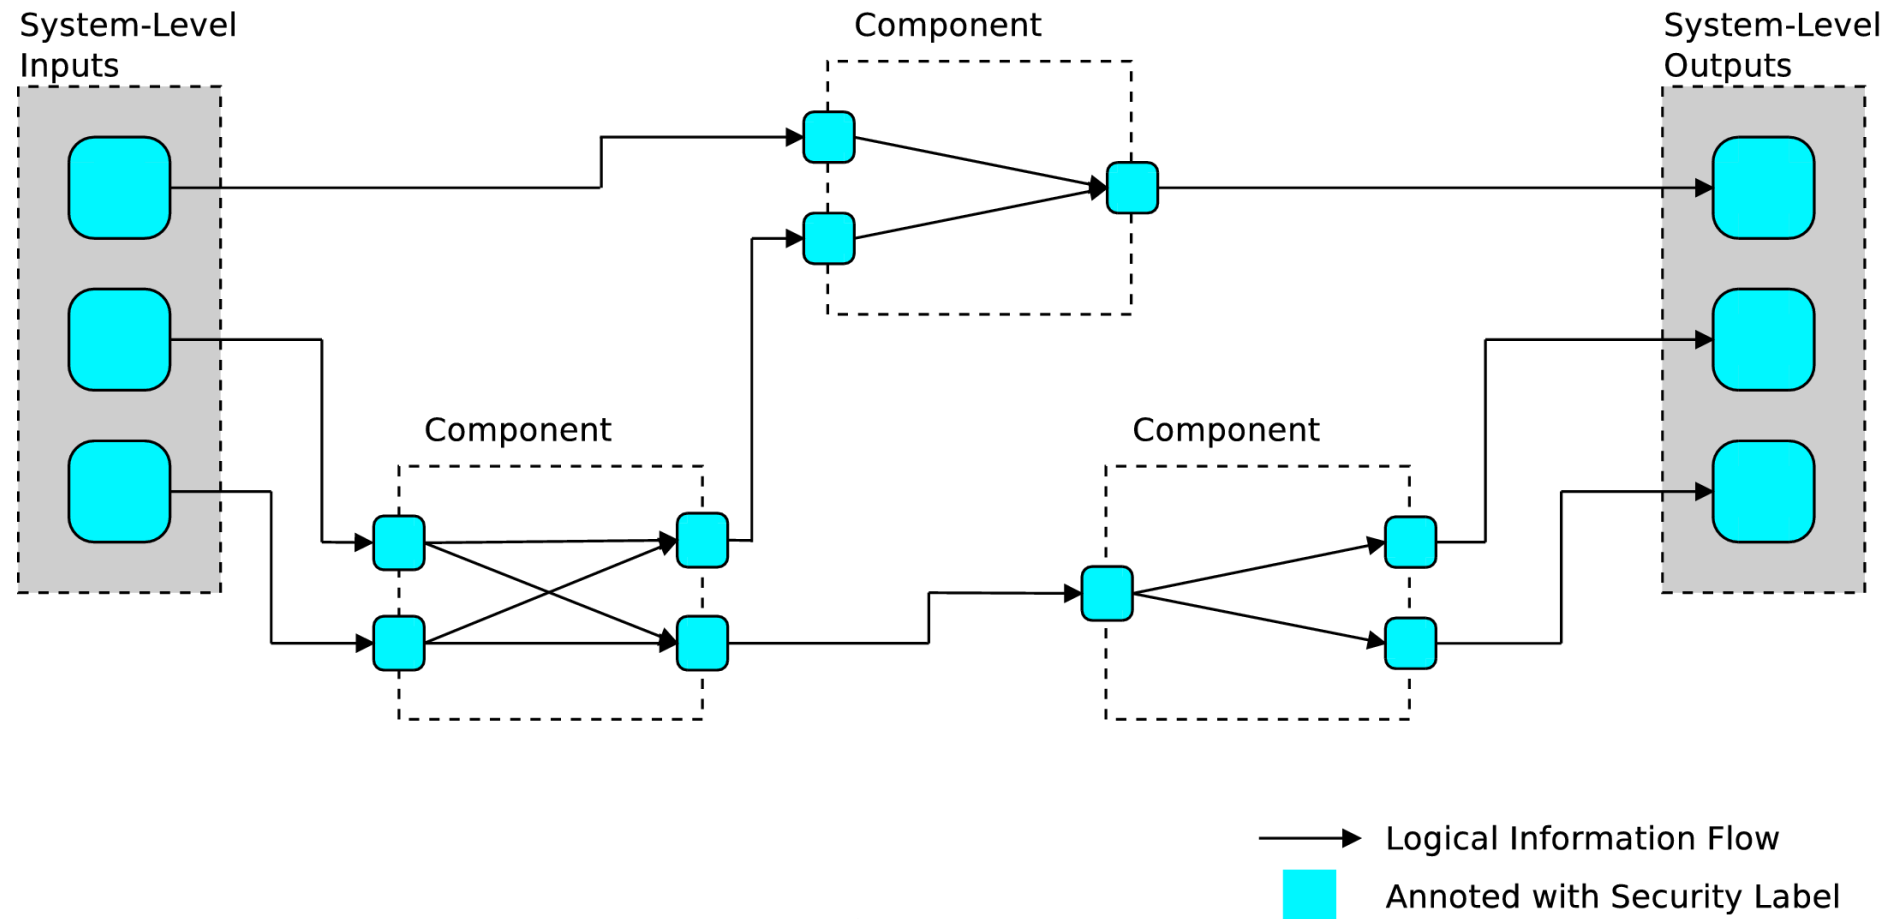 System-Level
Inputs
Component
System-Level
Outputs
Component
Component
Logical Information Flow
Annoted with Security Label